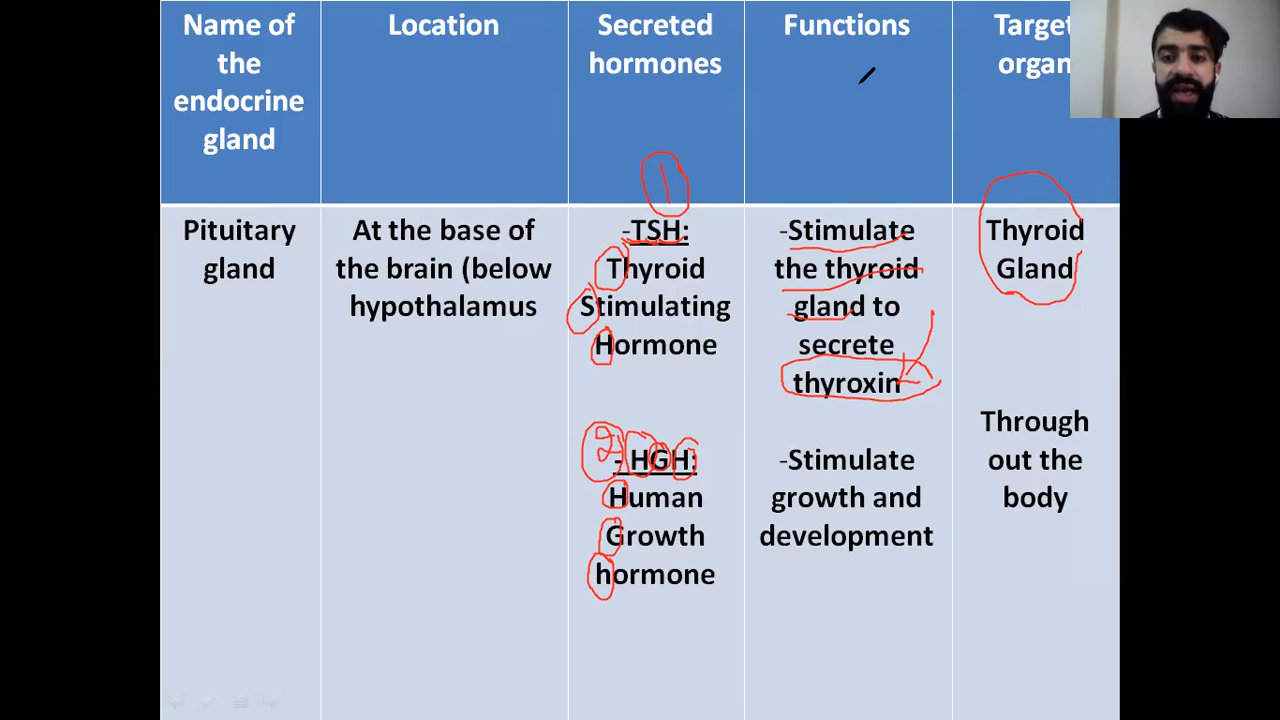 Name of
the
endocrine
gland
Location
Secreted
hormones
Functions
Target
organ
Pituitary
gland
At the base of
the brain (below
hypothalamus
1
-TSH:
Thyroid
Stimulating
Hormone
2
- HGH:
Human
Growth
hormone
-Stimulate
the thyroid
gland to
secrete
thyroxin
-Stimulate
growth and
development
Thyroid
Gland
Through
out the
body